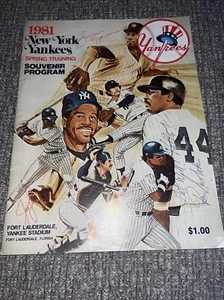 1981
New York
Yankees
SPRING TRAINING
SOUVENIR
PROGRAM
Yankees
NY
44
FORT LAUDERDALE,
YANKEE STADIUM
FORT LAUDERDALE, FLORIDA
$1.00